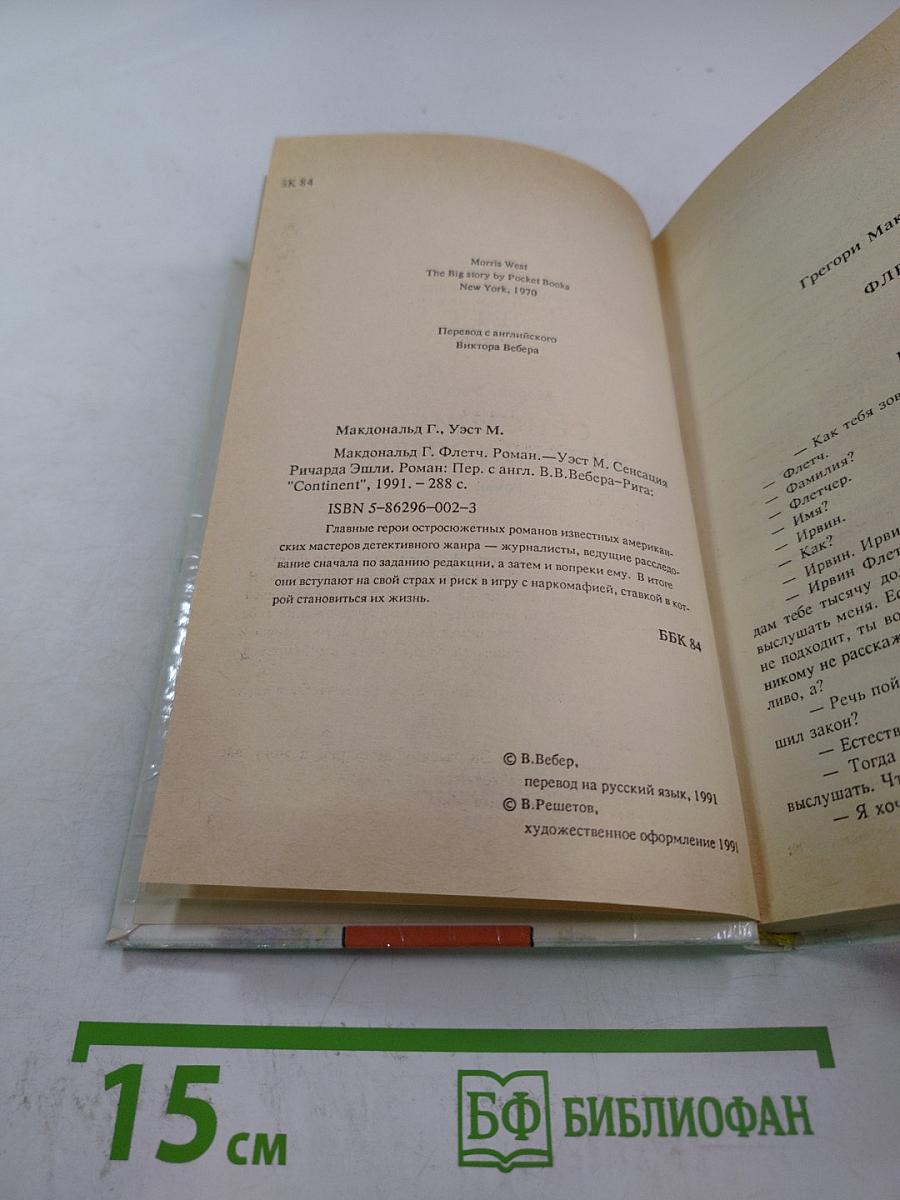 ЗК 84
Morris West
The Big story by Pocket Books
New York, 1970
Перевод с английского
Виктора Вебера
Макдональд Г., Уэст М.
Макдональд Г. Флетч. Роман.—Уэст М. Сенсация
Ричарда Эшли. Роман: Пер. с англ. В.В.Вебера–Рига:
"Continent", 1991. – 288 с.
ISBN 5–86296–002–3
Главные герои остросюжетных романов известных американ-
ских мастеров детективного жанра — журналисты, ведущие расследо-
вание сначала по заданию редакции, а затем и вопреки ему. В итоге
они вступают на свой страх и риск в игру с наркомафией, ставкой в кот-
рой становиться их жизнь.
ББК 84
© В.Вебер,
перевод на русский язык, 1991
© В.Решетов,
художественное оформление 1991
Грегори Мак
ФЛЕ
— Как тебя зов
— Флетч.
— Фамилия?
— Флетчер.
— Имя?
— Ирвин.
— Как?
— Ирвин. Ирви
— Ирвин Флет
дам тебе тысячу дол
выслушать меня. Ес
не подходит, ты во
никому не расскаж
ливо, а?
— Речь пой
шил закон?
— Естеств
— Тогда
выслушать. Чт
— Я хоч
15 см
БФ БИБЛИОФАН